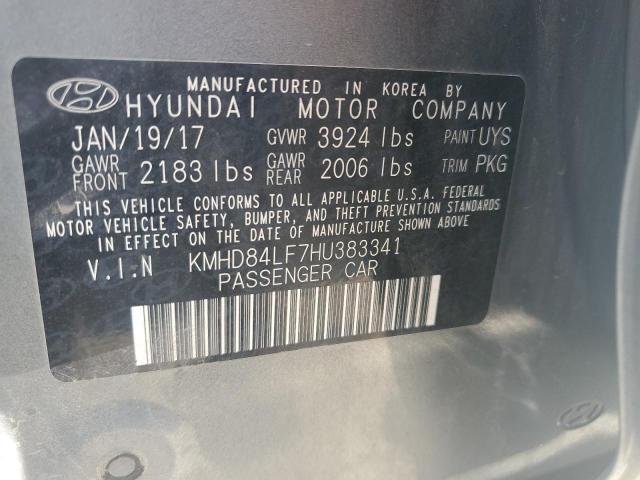 MANUFACTURED IN KOREA BY
HYUNDAI MOTOR COMPANY
JAN/19/17 GVWR 3924 lbs PAINT UYS
GAWR FRONT 2183 lbs GAWR REAR 2006 lbs TRIM PKG
THIS VEHICLE CONFORMS TO ALL APPLICABLE U.S.A. FEDERAL
MOTOR VEHICLE SAFETY, BUMPER, AND THEFT PREVENTION STANDARDS
IN EFFECT ON THE DATE OF MANUFACTURE SHOWN ABOVE
V.I.N KMHD84LF7HU383341
PASSENGER CAR